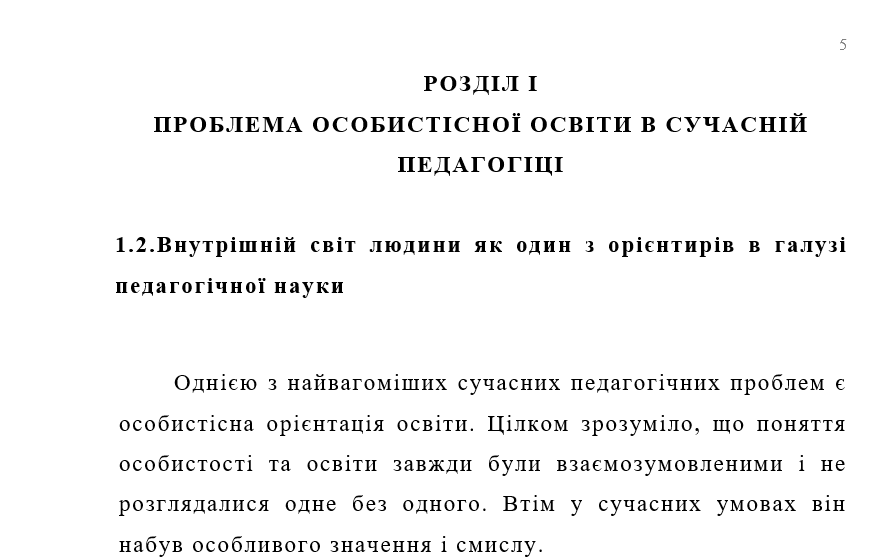 5
РОЗДІЛ І
ПРОБЛЕМА ОСОБИСТІСНОЇ ОСВІТИ В СУЧАСНІЙ
ПЕДАГОГІЦІ
1.2.Внутрішній світ людини як один з орієнтирів в галузі
педагогічної науки
Однією з найвагоміших сучасних педагогічних проблем є
особистісна орієнтація освіти. Цілком зрозуміло, що поняття
особистості та освіти завжди були взаємозумовленими і не
розглядалися одне без одного. Втім у сучасних умовах він
набув особливого значення і смислу.